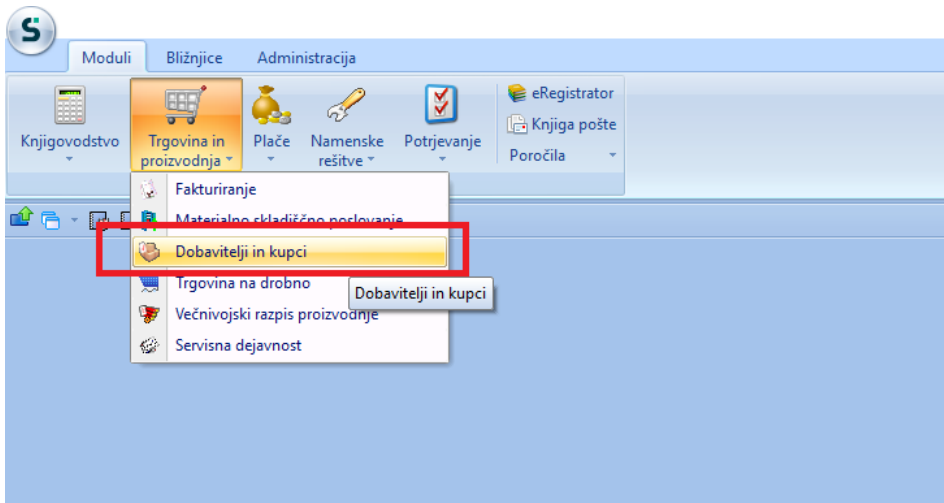 S
Moduli Bližnjice Administracija
Knjigovodstvo
Trgovina in
proizvodnja
Plače
Namenske
rešitve
Potrjevanje
eRegistrator
Knjiga pošte
Poročila
Fakturiranje
Materialno skladiščno poslovanje
Dobavitelji in kupci
Trgovina na drobno
Dobavitelji in kupci
Večnivojski razpis proizvodnje
Servisna dejavnost